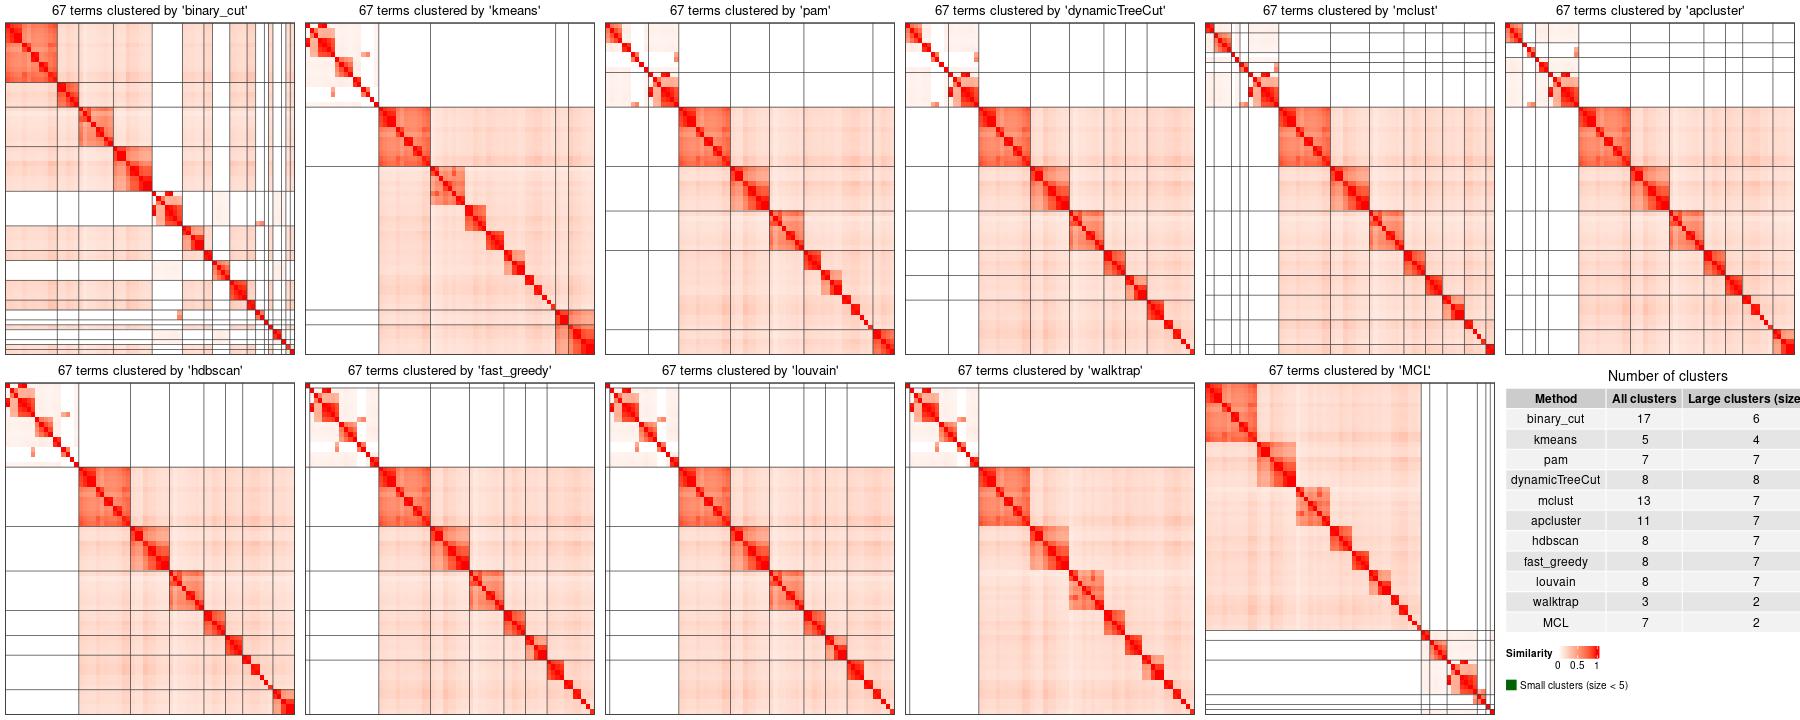 67 terms clustered by 'binary_cut'
67 terms clustered by 'kmeans'
67 terms clustered by 'pam'
67 terms clustered by 'dynamicTreeCut'
67 terms clustered by 'mclust'
67 terms clustered by 'apcluster'
67 terms clustered by 'hdbscan'
67 terms clustered by 'fast_greedy'
67 terms clustered by 'louvain'
67 terms clustered by 'walktrap'
67 terms clustered by 'MCL'
Number of clusters
Method All clusters Large clusters (size
binary_cut 17 6
kmeans 5 4
pam 7 7
dynamicTreeCut 8 8
mclust 13 7
apcluster 11 7
hdbscan 8 7
fast_greedy 8 7
louvain 8 7
walktrap 3 2
MCL 7 2
Similarity
0 0.5 1
Small clusters (size < 5)